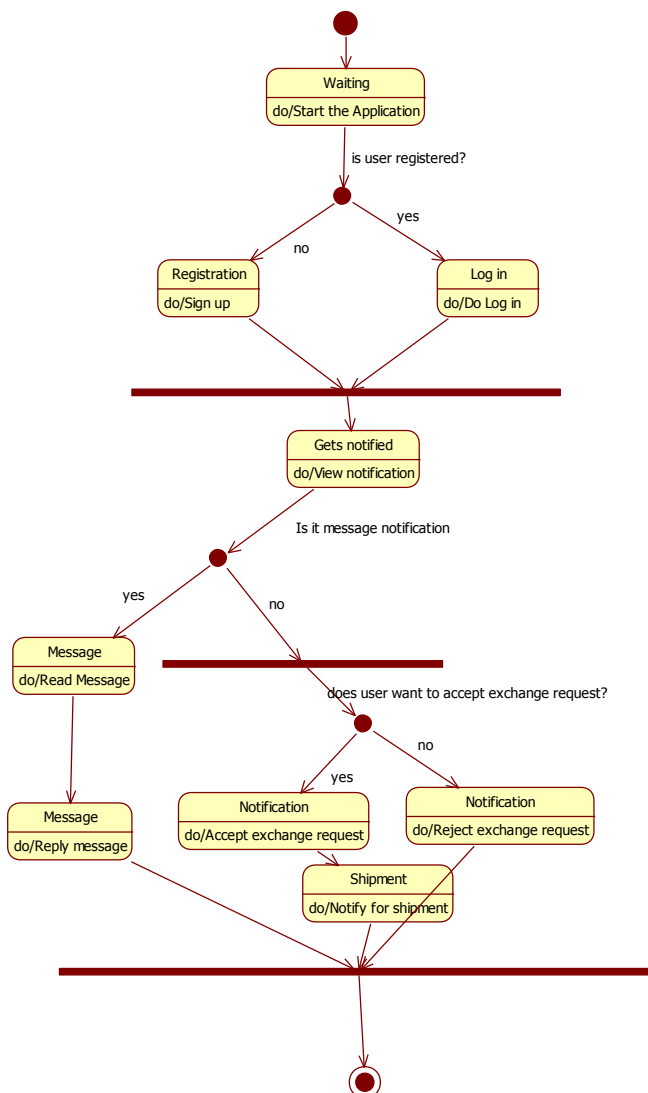 Waiting
do/Start the Application
is user registered?
no
yes
Registration
do/Sign up
Log in
do/Do Log in
Gets notified
do/View notification
Is it message notification
yes
no
Message
do/Read Message
does user want to accept exchange request?
yes
no
Message
do/Reply message
Notification
do/Accept exchange request
Notification
do/Reject exchange request
Shipment
do/Notify for shipment